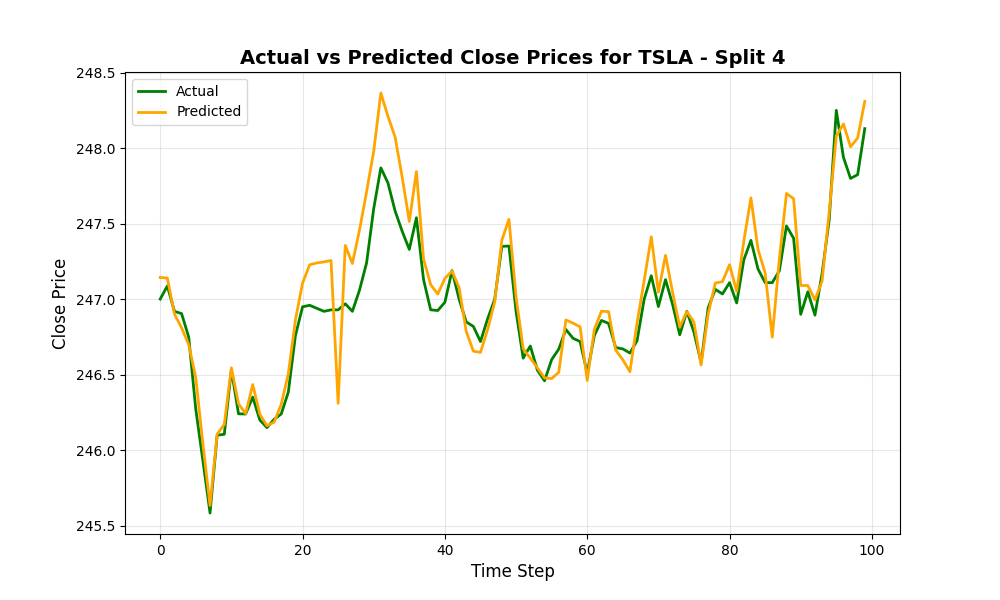 Actual vs Predicted Close Prices for TSLA - Split 4
Actual
Predicted
Close Price
248.5
248.0
247.5
247.0
246.5
246.0
245.5
0 20 40 60 80 100
Time Step